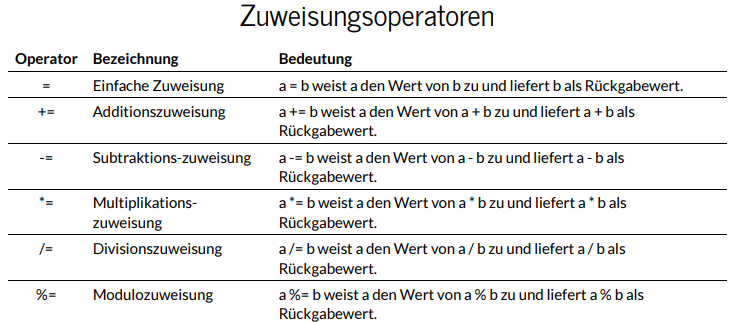 Zuweisungsoperatoren
Operator Bezeichnung Bedeutung
= Einfache Zuweisung a = b weist a den Wert von b zu und liefert b als Rückgabewert.
+= Additionszuweisung a += b weist a den Wert von a + b zu und liefert a + b als
Rückgabewert.
-= Subtraktions-zuweisung a -= b weist a den Wert von a - b zu und liefert a - b als
Rückgabewert.
*= Multiplikations- a *= b weist a den Wert von a * b zu und liefert a * b als
zuweisung Rückgabewert.
/= Divisionszuweisung a /= b weist a den Wert von a / b zu und liefert a / b als
Rückgabewert.
%= Modulozuweisung a %= b weist a den Wert von a % b zu und liefert a % b als
Rückgabewert.